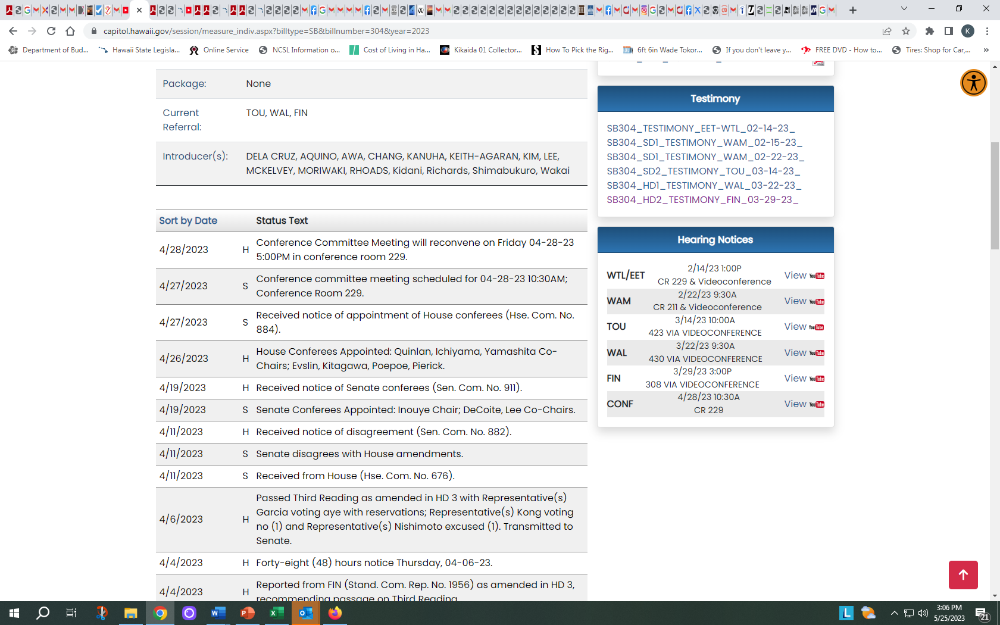 capitol.hawaii.gov/session/measure_indiv.aspx?billtype=SB&billnumber=304&year=2023
K
Department of Bud...
Hawaii State Legisla...
Online Service
NCSL Information o...
Cost of Living in Ha...
Kikaida 01 Collector...
How To Pick the Rig...
6ft 6in Wade Tokor...
If you don't leave y...
FREE DVD - How to...
Tires: Shop for Car,...
»
Package: None
Current Referral: TOU, WAL, FIN
Introducer(s): DELA CRUZ, AQUINO, AWA, CHANG, KANUHA, KEITH-AGARAN, KIM, LEE,
MCKELVEY, MORIWAKI, RHOADS, Kidani, Richards, Shimabukuro, Wakai
Sort by Date Status Text
4/28/2023 H Conference Committee Meeting will reconvene on Friday 04-28-23
5:00PM in conference room 229.
4/27/2023 S Conference committee meeting scheduled for 04-28-23 10:30AM;
Conference Room 229.
4/27/2023 S Received notice of appointment of House conferees (Hse. Com. No.
884).
4/26/2023 H House Conferees Appointed: Quinlan, Ichiyama, Yamashita Co-
Chairs; Evslin, Kitagawa, Poepoe, Pierick.
4/19/2023 H Received notice of Senate conferees (Sen. Com. No. 911).
4/19/2023 S Senate Conferees Appointed: Inouye Chair; DeCoite, Lee Co-Chairs.
4/11/2023 H Received notice of disagreement (Sen. Com. No. 882).
4/11/2023 S Senate disagrees with House amendments.
4/11/2023 S Received from House (Hse. Com. No. 676).
4/6/2023 H Passed Third Reading as amended in HD 3 with Representative(s)
Garcia voting aye with reservations; Representative(s) Kong voting
no (1) and Representative(s) Nishimoto excused (1). Transmitted to
Senate.
4/4/2023 H Forty-eight (48) hours notice Thursday, 04-06-23.
4/4/2023 H Reported from FIN (Stand. Com. Rep. No. 1956) as amended in HD 3,
recommending passage on Third Reading
Testimony
SB304_TESTIMONY_EET-WTL_02-14-23_
SB304_SD1_TESTIMONY_WAM_02-15-23_
SB304_SD1_TESTIMONY_WAM_02-22-23_
SB304_SD2_TESTIMONY_TOU_03-14-23_
SB304_HD1_TESTIMONY_WAL_03-22-23_
SB304_HD2_TESTIMONY_FIN_03-29-23_
Hearing Notices
WTL/EET 2/14/23 1:00P
CR 229 & Videoconference View YouTube
WAM 2/22/23 9:30A
CR 211 & Videoconference View YouTube
TOU 3/14/23 10:00A
423 VIA VIDEOCONFERENCE View YouTube
WAL 3/22/23 9:30A
430 VIA VIDEOCONFERENCE View YouTube
FIN 3/29/23 3:00P
308 VIA VIDEOCONFERENCE View YouTube
CONF 4/28/23 10:30A
CR 229 View YouTube
L
3:06 PM
5/25/2023
21